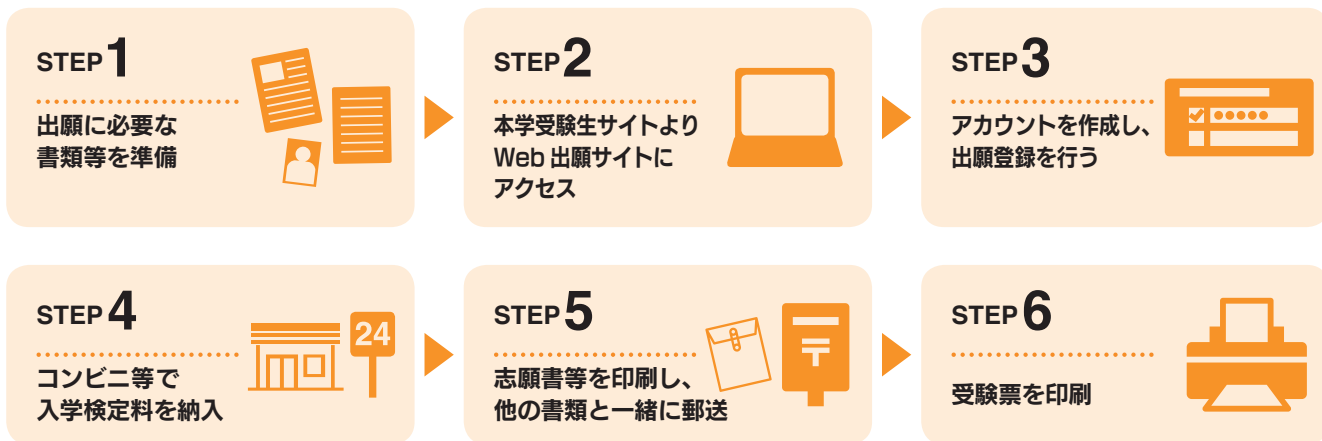 STEP1
出願に必要な
書類等を準備
STEP2
本学受験生サイトより
Web 出願サイトに
アクセス
STEP3
アカウントを作成し、
出願登録を行う
STEP4
24
コンビニ等で
入学検定料を納入
STEP5
〒
志願書等を印刷し、
他の書類と一緒に郵送
STEP6
受験票を印刷